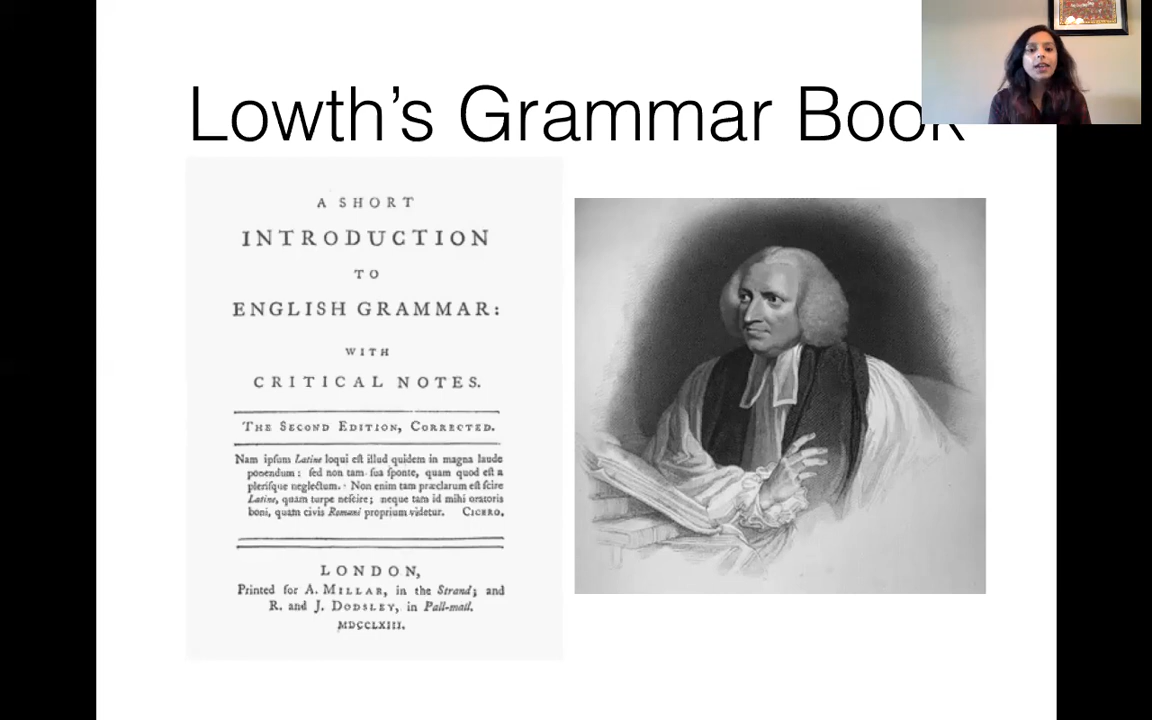 Lowth's Grammar Book
A SHORT
INTRODUCTION
TO
ENGLISH GRAMMAR:
WITH
CRITICAL NOTES.
THE SECOND EDITION, CORRECTED.
Nam ipſum Latine loqui eſt illud quidem in magna laude
ponendum: ſed non tam ſua ſponte, quam quod eſt a
pleriſque neglectum. Non enim tam præclarum eſt ſcire
Latine, quam turpe neſcire; neque tam id mihi oratoris
boni, quam civis Romani proprium videtur. CICERO.
LONDON,
Printed for A. MILLAR, in the Strand; and
R. and J. DODSLEY, in Pall-mall.
MDCCLXIII.